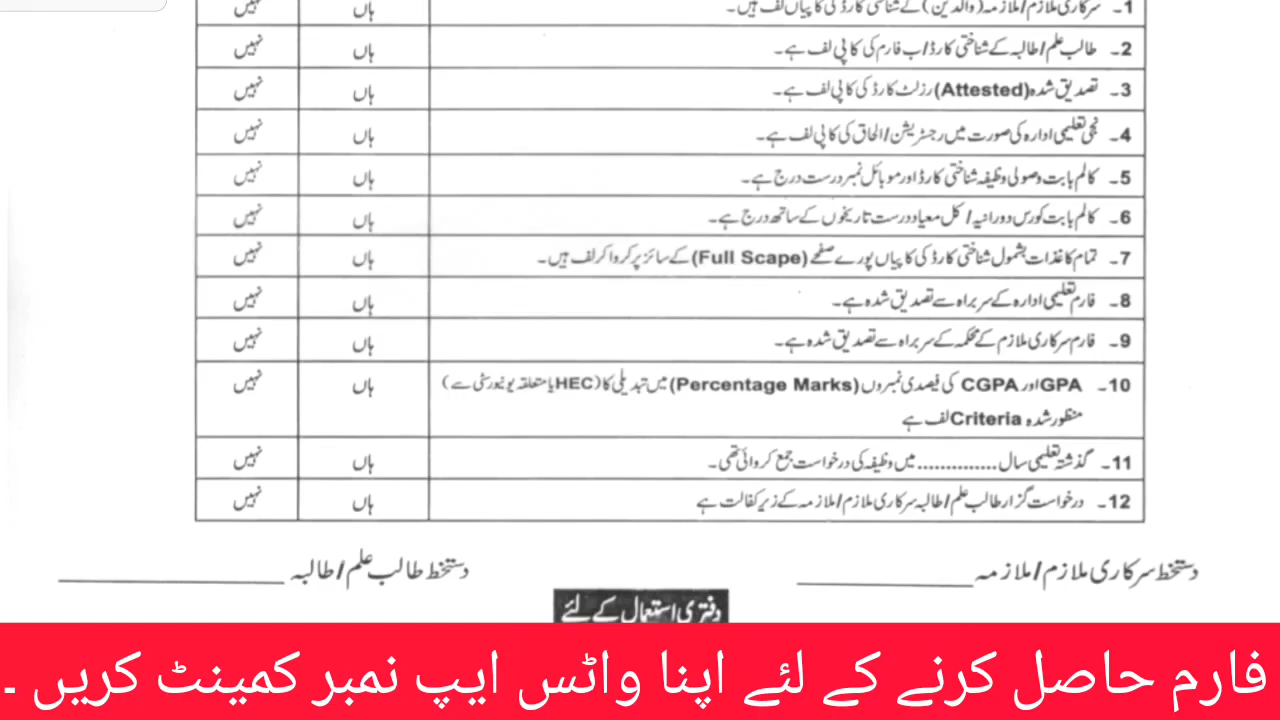 1۔ سرکاری ملازم/ملازمہ (والدین) کے شناختی کارڈ کی کاپیاں لف ہیں۔ ہاں نہیں
2۔ طالب علم/طالبہ کے شناختی کارڈ/ب فارم کی کاپی لف ہے۔ ہاں نہیں
3۔ تصدیق شدہ (Attested) رزلٹ کارڈ کی کاپی لف ہے۔ ہاں نہیں
4۔ نجی تعلیمی ادارہ کی صورت میں رجسٹریشن/الحاق کی کاپی لف ہے۔ ہاں نہیں
5۔ کالم بابت وصولی وظیفہ شناختی کارڈ اور موبائل نمبر درست درج ہے۔ ہاں نہیں
6۔ کالم بابت کورس دورانیہ/کل معیاد درست تاریخوں کے ساتھ درج ہے۔ ہاں نہیں
7۔ تمام کاغذات بشمول شناختی کارڈ کی کاپیاں پورے صفحے (Full Scape) کے سائز پر کروا کر لف ہیں۔ ہاں نہیں
8۔ فارم تعلیمی ادارہ کے سربراہ سے تصدیق شدہ ہے۔ ہاں نہیں
9۔ فارم سرکاری ملازم کے محکمہ کے سربراہ سے تصدیق شدہ ہے۔ ہاں نہیں
10۔ GPA اور CGPA کی فیصدی نمبروں (Percentage Marks) میں تبدیلی کا (HEC یا متعلقہ یونیورسٹی سے) ہاں نہیں
منظور شدہ Criteria لف ہے
11۔ گذشتہ تعلیمی سال .............. میں وظیفہ کی درخواست جمع کروائی تھی۔ ہاں نہیں
12۔ درخواست گزار طالب علم/طالبہ سرکاری ملازم/ملازمہ کے زیر کفالت ہے ہاں نہیں
دستخط سرکاری ملازم/ملازمہ ____________ دستخط طالب علم/طالبہ ____________
دفتری استعمال کے لئے
فارم حاصل کرنے کے لئے اپنا واٹس ایپ نمبر کمینٹ کریں ۔